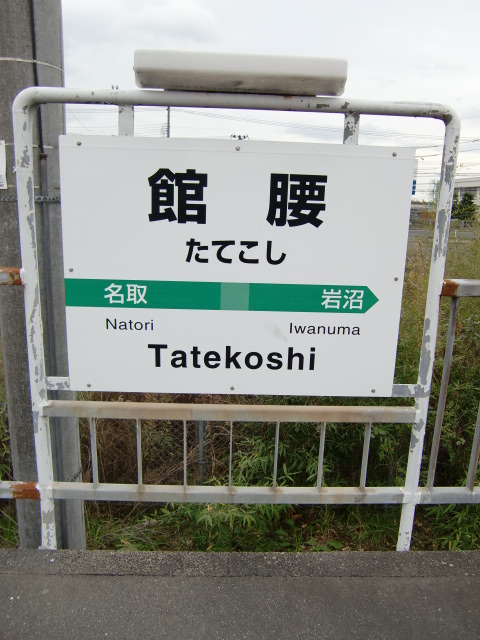 館 腰
たてこし
名取 岩沼
Natori Iwanuma
Tatekoshi